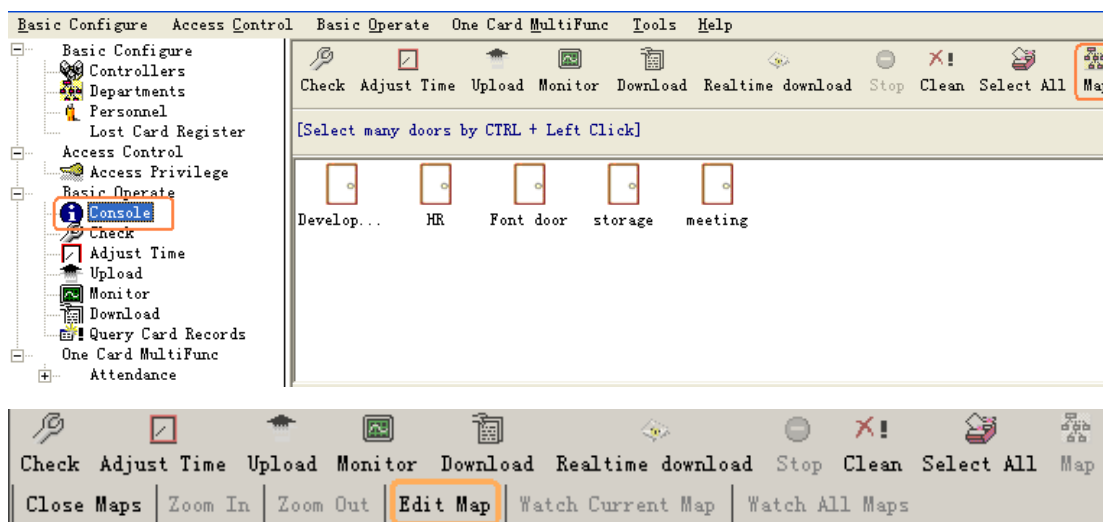 Basic Configure Access Control Basic Operate One Card MultiFunc Tools Help
Basic Configure
Controllers
Departments
Personnel
Lost Card Register
Access Control
Access Privilege
Basic Operate
Console
Check
Adjust Time
Upload
Monitor
Download
Query Card Records
One Card MultiFunc
Attendance
Check Adjust Time Upload Monitor Download Realtime download Stop Clean Select All Map
[Select many doors by CTRL + Left Click]
Develop... HR Font door storage meeting
Check Adjust Time Upload Monitor Download Realtime download Stop Clean Select All Map
Close Maps Zoom In Zoom Out Edit Map Watch Current Map Watch All Maps